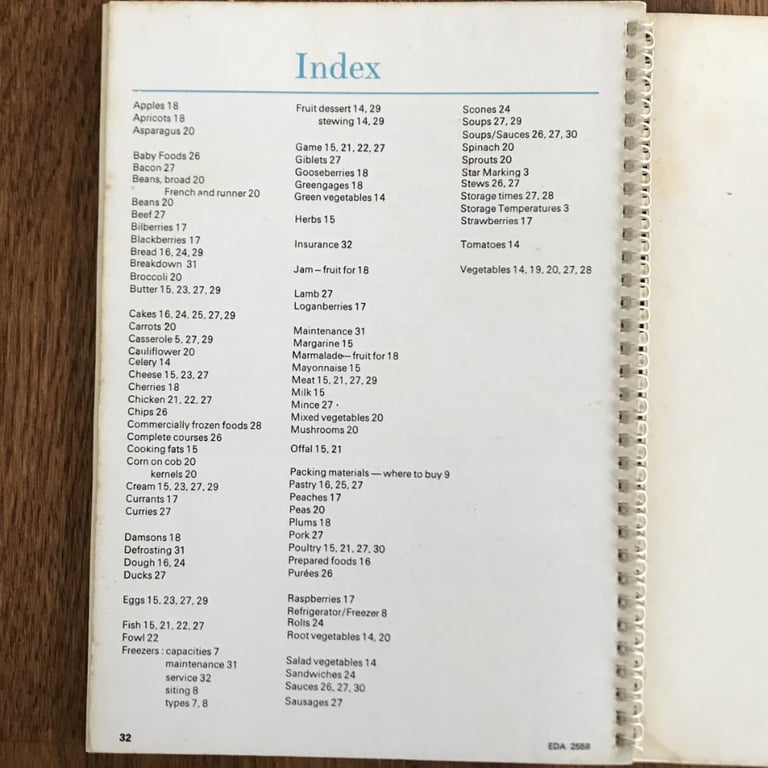 Index
Apples 18
Apricots 18
Asparagus 20
Baby Foods 26
Bacon 27
Beans, broad 20
French and runner 20
Beans 20
Beef 27
Bilberries 17
Blackberries 17
Bread 16, 24, 29
Breakdown 31
Broccoli 20
Butter 15, 23, 27, 29
Cakes 16, 24, 25, 27, 29
Carrots 20
Casserole 5, 27, 29
Cauliflower 20
Celery 14
Cheese 15, 23, 27
Cherries 18
Chicken 21, 22, 27
Chips 26
Commercially frozen foods 28
Complete courses 26
Cooking fats 15
Corn on cob 20
kernels 20
Cream 15, 23, 27, 29
Currants 17
Curries 27
Damsons 18
Defrosting 31
Dough 16, 24
Ducks 27
Eggs 15, 23, 27, 29
Fish 15, 21, 22, 27
Fowl 22
Freezers : capacities 7
maintenance 31
service 32
siting 8
types 7, 8
Fruit dessert 14, 29
stewing 14, 29
Game 15, 21, 22, 27
Giblets 27
Gooseberries 18
Greengages 18
Green vegetables 14
Herbs 15
Insurance 32
Jam – fruit for 18
Lamb 27
Loganberries 17
Maintenance 31
Margarine 15
Marmalade— fruit for 18
Mayonnaise 15
Meat 15, 21, 27, 29
Milk 15
Mince 27
Mixed vegetables 20
Mushrooms 20
Offal 15, 21
Packing materials — where to buy 9
Pastry 16, 25, 27
Peaches 17
Peas 20
Plums 18
Pork 27
Poultry 15, 21, 27, 30
Prepared foods 16
Purées 26
Raspberries 17
Refrigerator/Freezer 8
Rolls 24
Root vegetables 14, 20
Salad vegetables 14
Sandwiches 24
Sauces 26, 27, 30
Sausages 27
Scones 24
Soups 27, 29
Soups/Sauces 26, 27, 30
Spinach 20
Sprouts 20
Star Marking 3
Stews 26, 27
Storage times 27, 28
Storage Temperatures 3
Strawberries 17
Tomatoes 14
Vegetables 14, 19, 20, 27, 28
32
EDA 2558